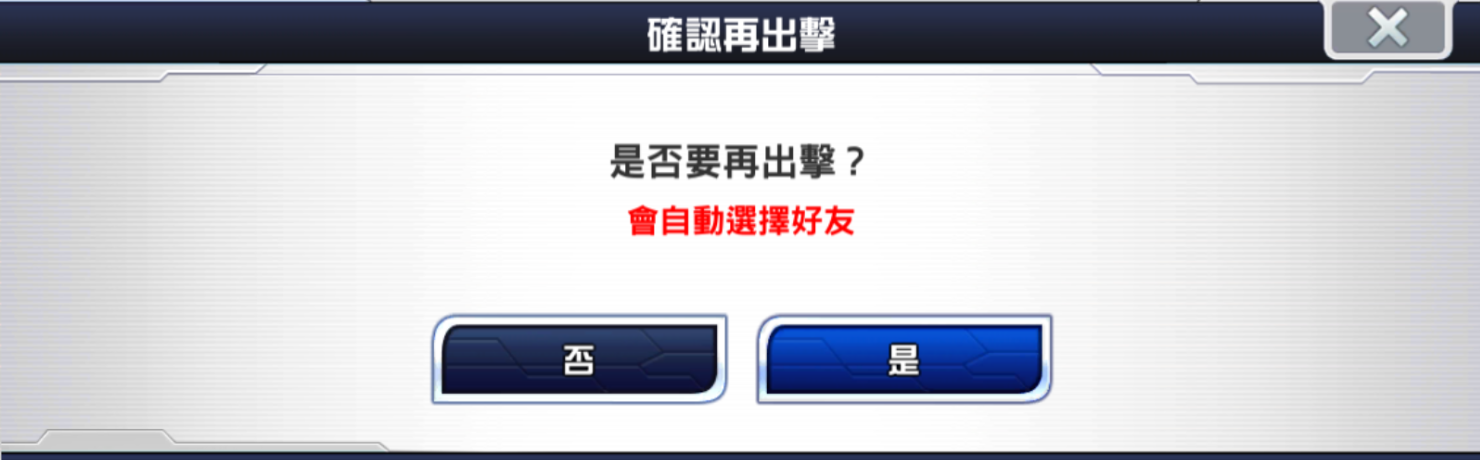 確認再出擊
是否要再出擊？
會自動選擇好友
否
是